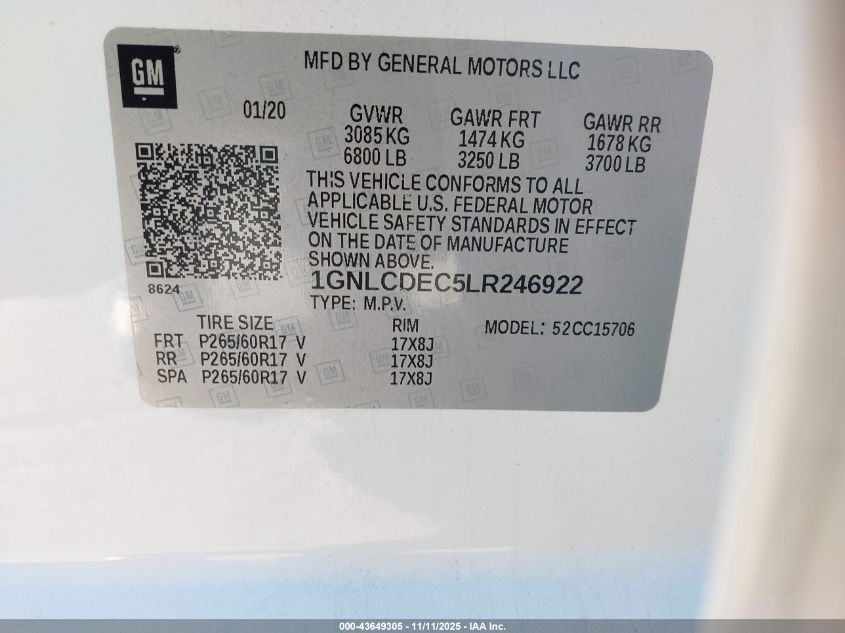 GM
MFD BY GENERAL MOTORS LLC
01/20
GVWR
3085 KG
6800 LB
GAWR FRT
1474 KG
3250 LB
GAWR RR
1678 KG
3700 LB
THIS VEHICLE CONFORMS TO ALL
APPLICABLE U.S. FEDERAL MOTOR
VEHICLE SAFETY STANDARDS IN EFFECT
ON THE DATE OF MANUFACTURE
SHOWN ABOVE.
8624
1GNLCDEC5LR246922
TYPE: M.P.V.
TIRE SIZE RIM MODEL: 52CC15706
FRT P265/60R17 V 17X8J
RR P265/60R17 V 17X8J
SPA P265/60R17 V 17X8J
000-43649305 - 11/11/2025 - IAA Inc.